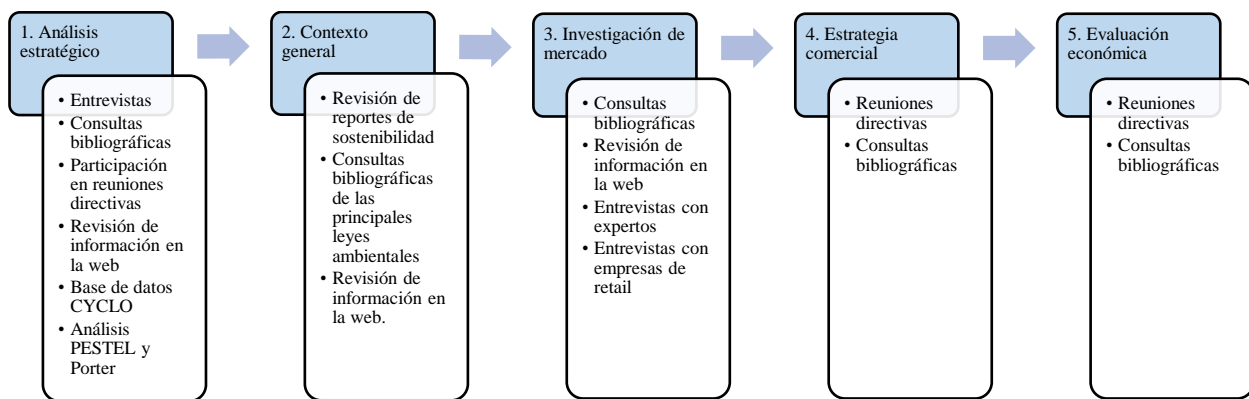 1. Análisis
estratégico
• Entrevistas
• Consultas
bibliográficas
• Participación
en reuniones
directivas
• Revisión de
información en
la web
• Base de datos
CYCLO
• Análisis
PESTEL y
Porter
2. Contexto
general
• Revisión de
reportes de
sostenibilidad
• Consultas
bibliográficas
de las
principales
leyes
ambientales
• Revisión de
información en
la web.
3. Investigación de
mercado
• Consultas
bibliográficas
• Revisión de
información en
la web
• Entrevistas con
expertos
• Entrevistas con
empresas de
retail
4. Estrategia
comercial
• Reuniones
directivas
• Consultas
bibliográficas
5. Evaluación
económica
• Reuniones
directivas
• Consultas
bibliográficas